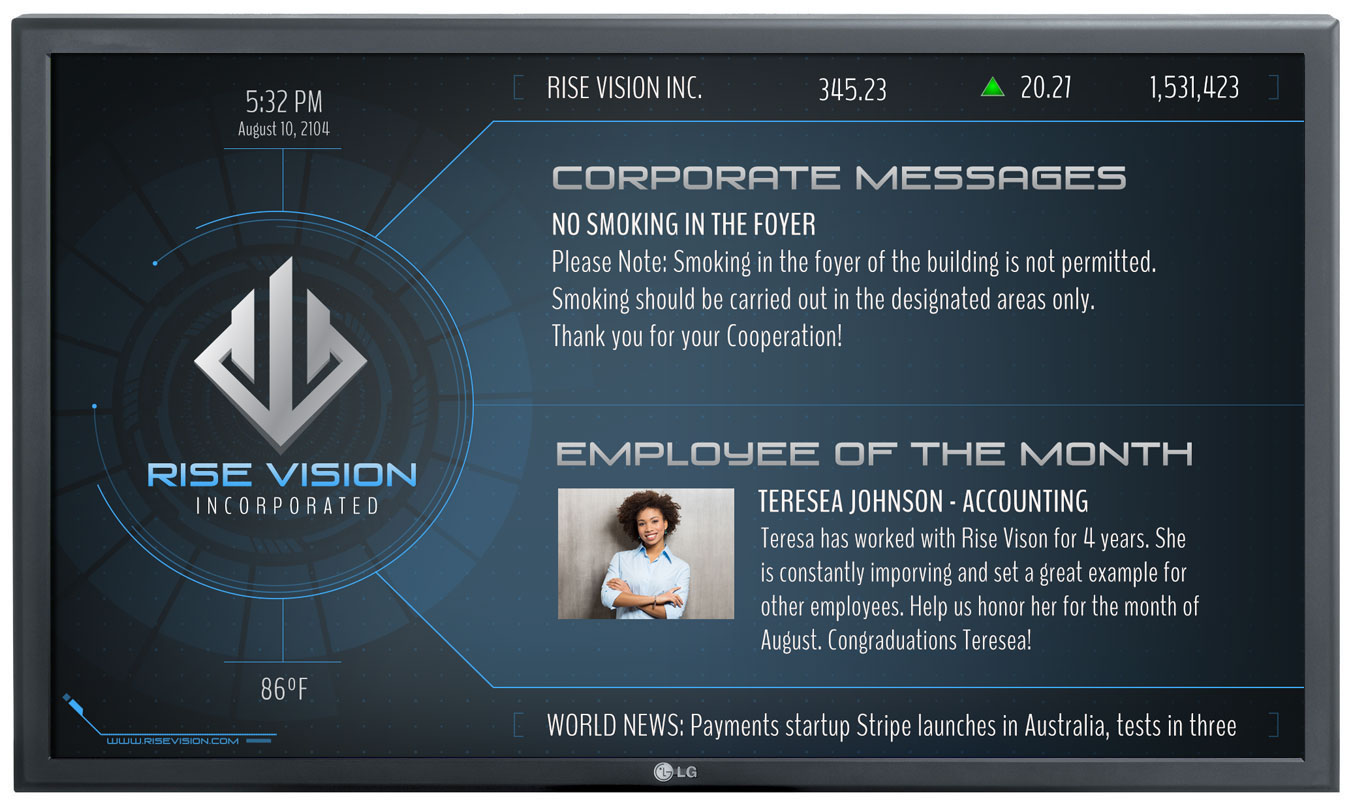 5:32 PM
August 10, 2104
RISE VISION INC. 345.23 20.27 1,531,423
CORPORATE MESSAGES
NO SMOKING IN THE FOYER
Please Note: Smoking in the foyer of the building is not permitted.
Smoking should be carried out in the designated areas only.
Thank you for your Cooperation!
RISE VISION
INCORPORATED
EMPLOYEE OF THE MONTH
TERESEA JOHNSON - ACCOUNTING
Teresa has worked with Rise Vison for 4 years. She
is constantly imporving and set a great example for
other employees. Help us honor her for the month of
August. Congraduations Teresea!
86ºF
WWW.RISEVISION.COM
WORLD NEWS: Payments startup Stripe launches in Australia, tests in three
LG